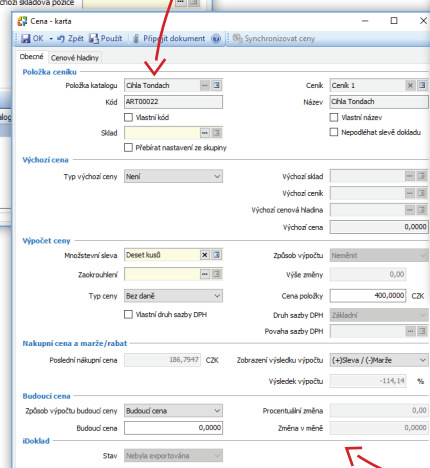 chozí skladová pozice
Cena - karta
OK Zpět Použít Připojit dokument Synchronizovat ceny
Obecné Cenové hladiny
Položka ceníku
Položka katalogu Cihla Tondach Ceník Ceník 1
Kód ART00022 Název Cihla Tondach
Vlastní kód Vlastní název
Sklad Nepodléhat slevě dokladu
Přebírat nastavení ze skupiny
Výchozí cena
Typ výchozí ceny Není Výchozí sklad
Výchozí ceník
Výchozí cenová hladina
Výchozí cena 0,0000
Výpočet ceny
Množstevní sleva Deset kusů Způsob výpočtu Neměnit
Zaokrouhlení Výše změny 0,00
Typ ceny Bez daně Cena položky 400,0000 CZK
Vlastní druh sazby DPH Druh sazby DPH Základní
Povaha sazby DPH
Nákupní cena a marže/rabat
Poslední nákupní cena 186,7947 CZK Zobrazení výsledku výpočtu (+)Sleva / (-)Marže
Výsledek výpočtu -114,14 %
Budoucí cena
Způsob výpočtu budoucí ceny Budoucí cena Procentuální změna 0,00
Budoucí cena 0,0000 Změna v měně 0,0000
iDoklad
Stav Nebyla exportována